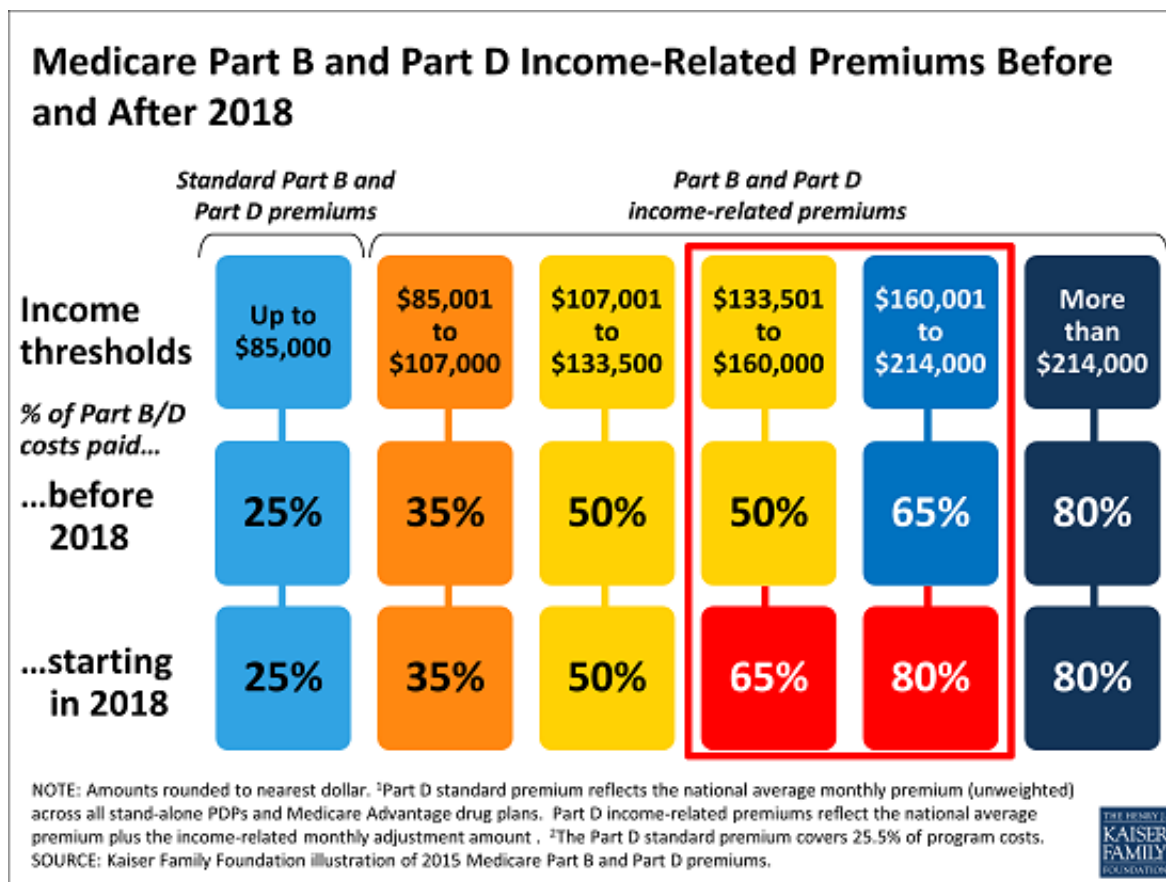 Medicare Part B and Part D Income-Related Premiums Before
and After 2018
Standard Part B and
Part D premiums
Part B and Part D
income-related premiums
Income
thresholds
Up to
$85,000
$85,001
to
$107,000
$107,001
to
$133,500
$133,501
to
$160,000
$160,001
to
$214,000
More
than
$214,000
% of Part B/D
costs paid...
...before
2018
25%
35%
50%
50%
65%
80%
...starting
in 2018
25%
35%
50%
65%
80%
80%
NOTE: Amounts rounded to nearest dollar. ¹Part D standard premium reflects the national average monthly premium (unweighted)
across all stand-alone PDPs and Medicare Advantage drug plans. Part D income-related premiums reflect the national average
premium plus the income-related monthly adjustment amount . ²The Part D standard premium covers 25.5% of program costs.
SOURCE: Kaiser Family Foundation illustration of 2015 Medicare Part B and Part D premiums.
THE HENRY J.
KAISER
FAMILY
FOUNDATION